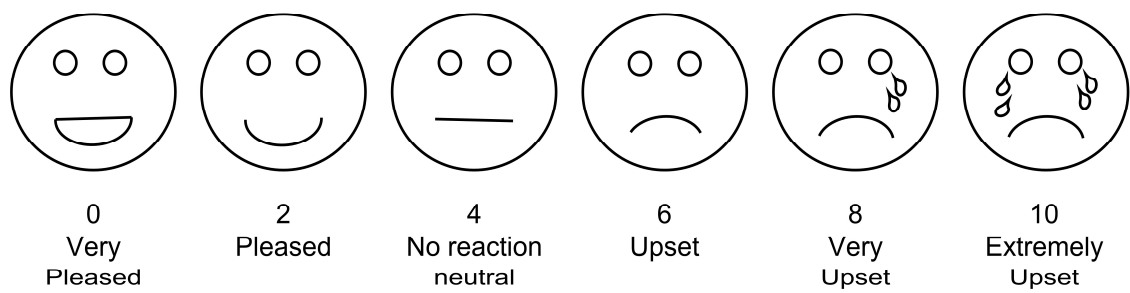 0 2 4 6 8 10
Very Pleased No reaction Upset Very Extremely
Pleased neutral Upset Upset